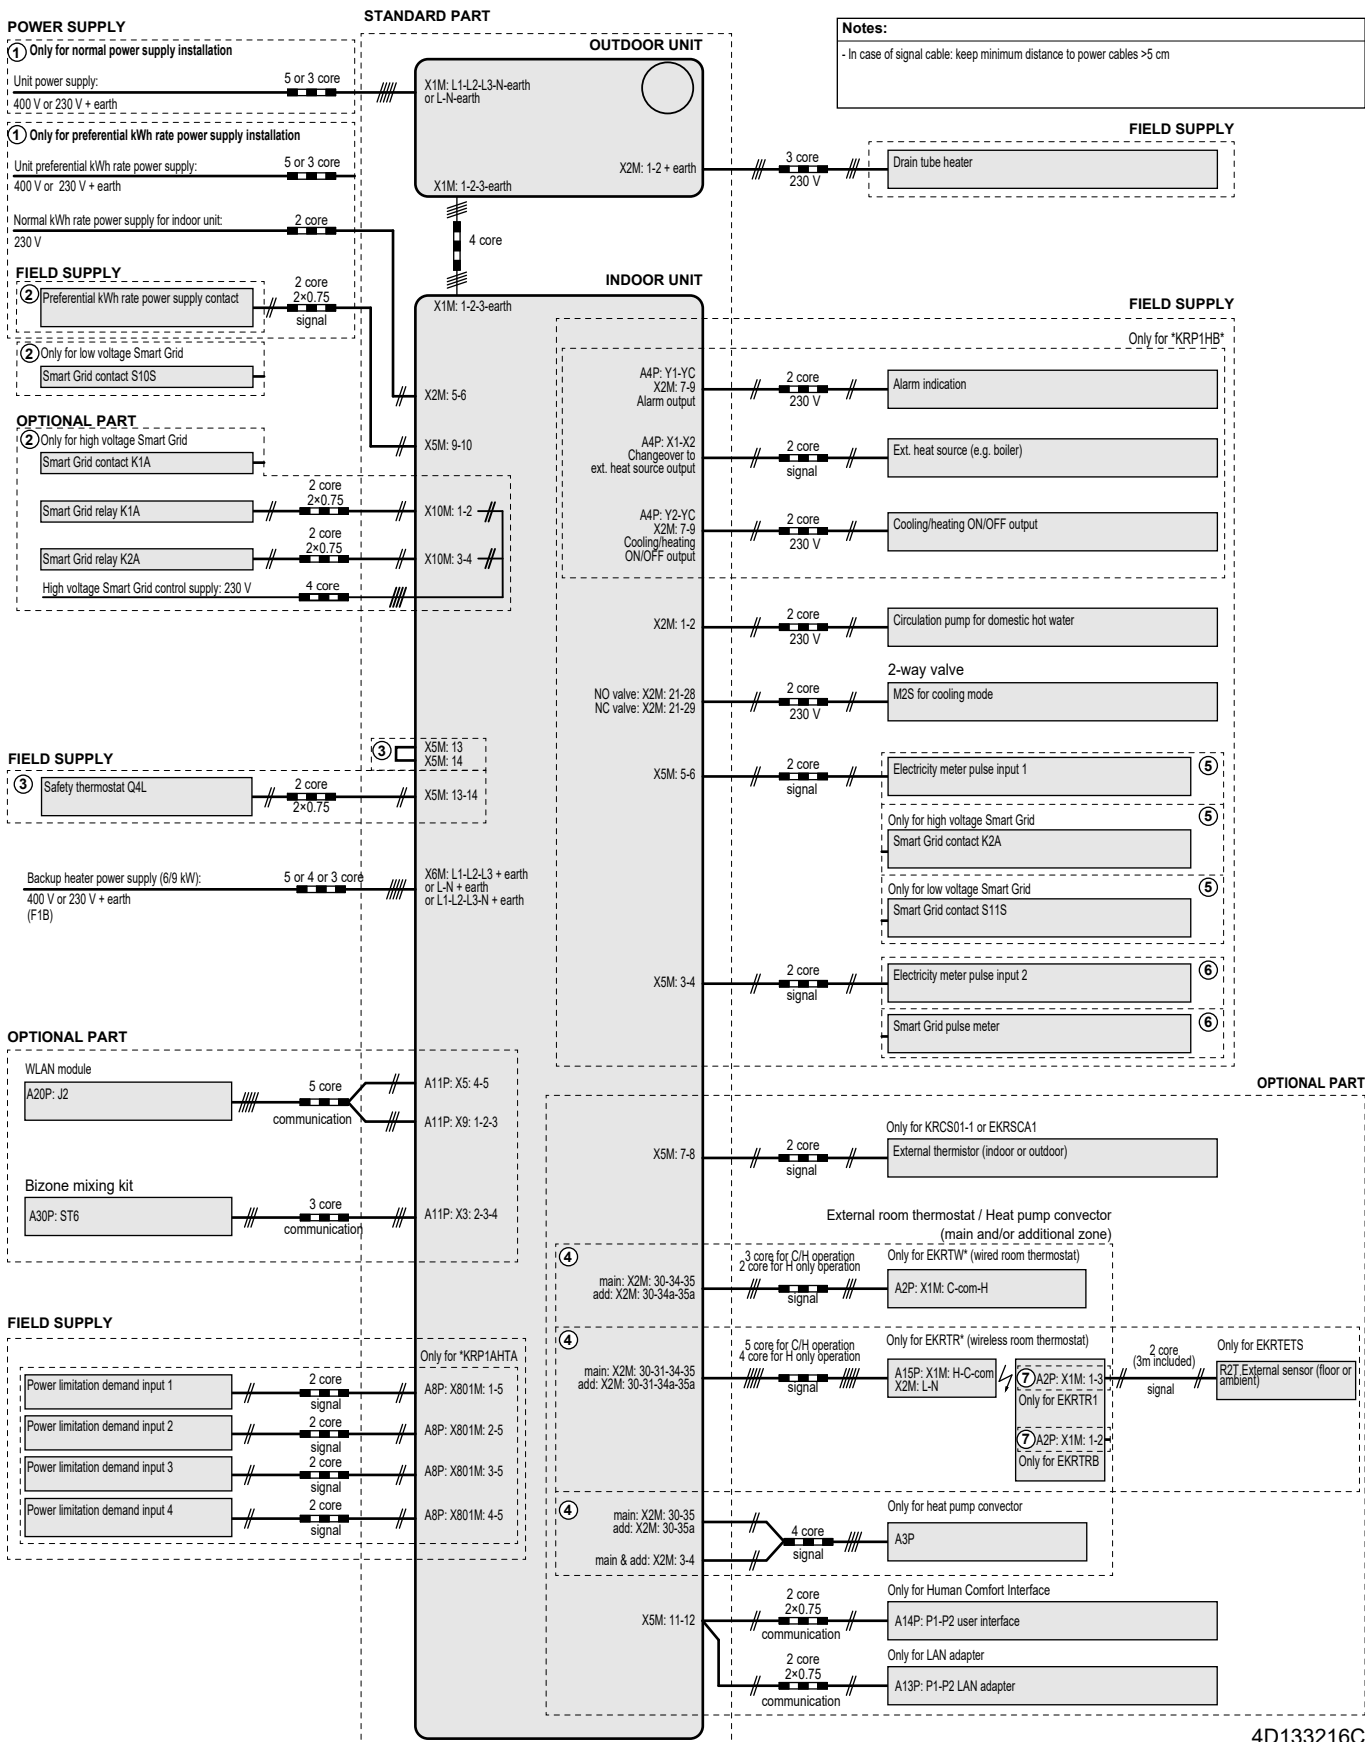 STANDARD PART
POWER SUPPLY
① Only for normal power supply installation
Unit power supply:
5 or 3 core
400 V or 230 V + earth
① Only for preferential kWh rate power supply installation
Unit preferential kWh rate power supply:
5 or 3 core
400 V or 230 V + earth
Normal kWh rate power supply for indoor unit:
2 core
230 V
FIELD SUPPLY
② Preferential kWh rate power supply contact
2 core
2×0.75
signal
② Only for low voltage Smart Grid
Smart Grid contact S10S
OPTIONAL PART
② Only for high voltage Smart Grid
Smart Grid contact K1A
2 core
2×0.75
Smart Grid relay K1A
2 core
2×0.75
Smart Grid relay K2A
High voltage Smart Grid control supply: 230 V
4 core
FIELD SUPPLY
③ Safety thermostat Q4L
2 core
2×0.75
Backup heater power supply (6/9 kW):
5 or 4 or 3 core
400 V or 230 V + earth
(F1B)
OPTIONAL PART
WLAN module
A20P: J2
5 core
communication
Bizone mixing kit
A30P: ST6
3 core
communication
FIELD SUPPLY
Only for *KRP1AHTA
Power limitation demand input 1
2 core
signal
A8P: X801M: 1-5
Power limitation demand input 2
2 core
signal
A8P: X801M: 2-5
Power limitation demand input 3
2 core
signal
A8P: X801M: 3-5
Power limitation demand input 4
2 core
signal
A8P: X801M: 4-5
OUTDOOR UNIT
X1M: L1-L2-L3-N-earth
or L-N-earth
X2M: 1-2 + earth
X1M: 1-2-3-earth
4 core
INDOOR UNIT
X1M: 1-2-3-earth
X2M: 5-6
X5M: 9-10
X10M: 1-2
X10M: 3-4
③
X5M: 13
X5M: 14
X5M: 13-14
X6M: L1-L2-L3 + earth
or L-N + earth
or L1-L2-L3-N + earth
A11P: X5: 4-5
A11P: X9: 1-2-3
A11P: X3: 2-3-4
Notes:
- In case of signal cable: keep minimum distance to power cables >5 cm
FIELD SUPPLY
3 core
230 V
Drain tube heater
FIELD SUPPLY
Only for *KRP1HB*
A4P: Y1-YC
X2M: 7-9
Alarm output
2 core
230 V
Alarm indication
A4P: X1-X2
Changeover to
ext. heat source output
2 core
signal
Ext. heat source (e.g. boiler)
A4P: Y2-YC
X2M: 7-9
Cooling/heating
ON/OFF output
2 core
230 V
Cooling/heating ON/OFF output
X2M: 1-2
2 core
230 V
Circulation pump for domestic hot water
2-way valve
NO valve: X2M: 21-28
NC valve: X2M: 21-29
2 core
230 V
M2S for cooling mode
X5M: 5-6
2 core
signal
Electricity meter pulse input 1
⑤
Only for high voltage Smart Grid
⑤
Smart Grid contact K2A
Only for low voltage Smart Grid
⑤
Smart Grid contact S11S
X5M: 3-4
2 core
signal
Electricity meter pulse input 2
⑥
Smart Grid pulse meter
⑥
OPTIONAL PART
Only for KRCS01-1 or EKRSCA1
X5M: 7-8
2 core
signal
External thermistor (indoor or outdoor)
External room thermostat / Heat pump convector
(main and/or additional zone)
④
main: X2M: 30-34-35
add: X2M: 30-34a-35a
3 core for C/H operation
2 core for H only operation
signal
Only for EKRTW* (wired room thermostat)
A2P: X1M: C-com-H
④
main: X2M: 30-31-34-35
add: X2M: 30-31-34a-35a
5 core for C/H operation
4 core for H only operation
signal
Only for EKRTR* (wireless room thermostat)
A15P: X1M: H-C-com
X2M: L-N
⑦ A2P: X1M: 1-3
Only for EKRTR1
⑦ A2P: X1M: 1-2
Only for EKRTRB
2 core
(3m included)
signal
Only for EKRTETS
R2T External sensor (floor or
ambient)
④
main: X2M: 30-35
add: X2M: 30-35a
main & add: X2M: 3-4
4 core
signal
Only for heat pump convector
A3P
X5M: 11-12
2 core
2×0.75
communication
Only for Human Comfort Interface
A14P: P1-P2 user interface
2 core
2×0.75
communication
Only for LAN adapter
A13P: P1-P2 LAN adapter
4D133216C